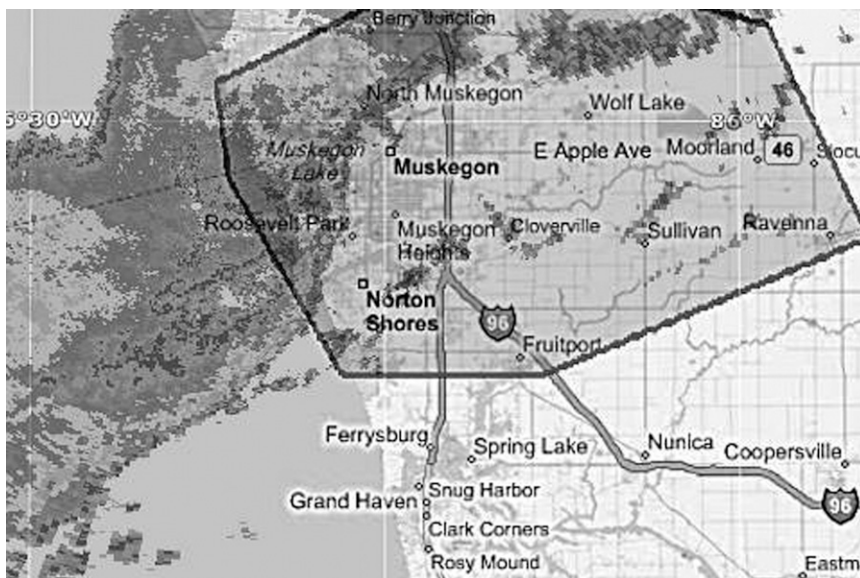 Berry Junction
North Muskegon
Wolf Lake
86°W
Muskegon
Lake
Muskegon
E Apple Ave
Moorland
46
Roosevelt Park
Muskegon
Heights
Cloverville
Sullivan
Ravenna
Norton
Shores
96
Fruitport
Ferrysburg
Spring Lake
Nunica
Coopersville
Grand Haven
Snug Harbor
96
Clark Corners
Rosy Mound